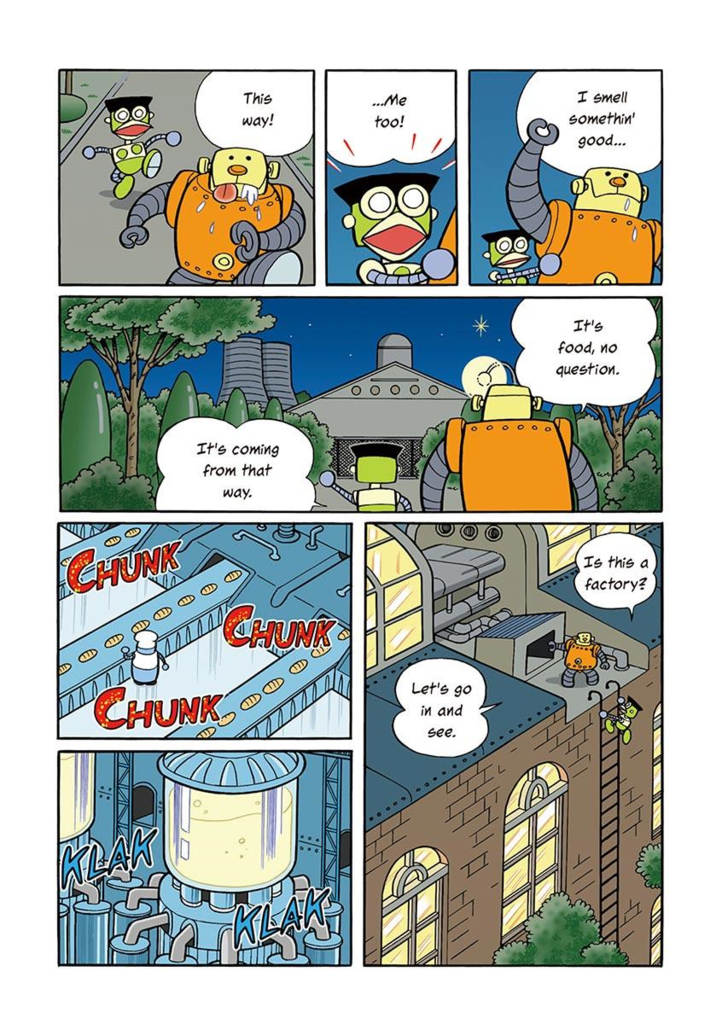 This
way!
...Me
too!
I smell
somethin'
good...
It's
food, no
question.
It's coming
from that
way.
CHUNK
CHUNK
CHUNK
Is this a
factory?
Let's go
in and
see.
KLAK
KLAK